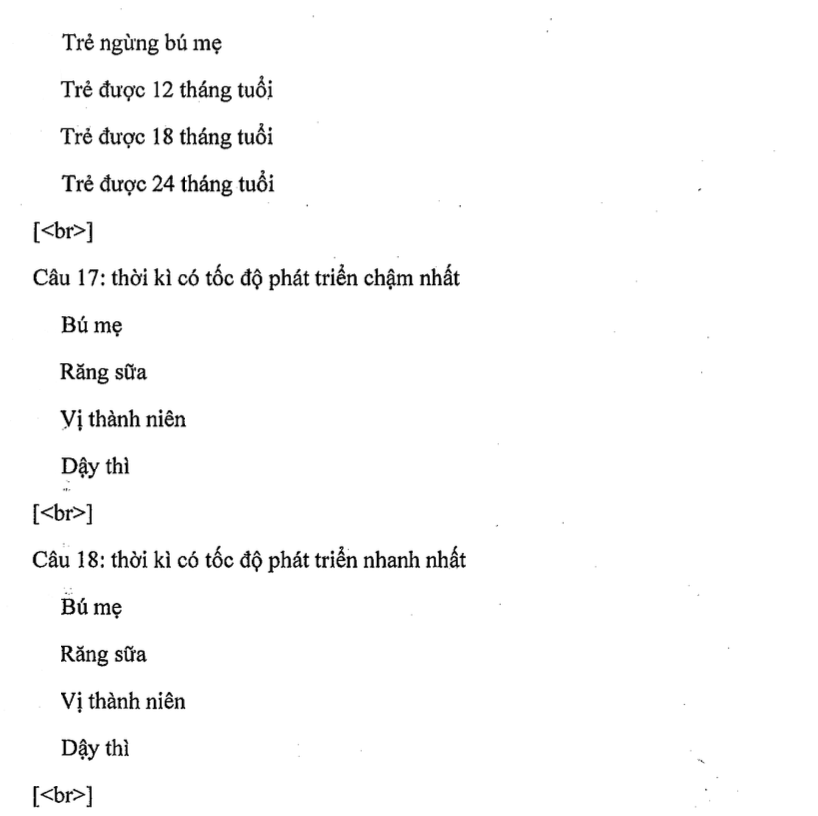 Trẻ ngừng bú mẹ
Trẻ được 12 tháng tuổi
Trẻ được 18 tháng tuổi
Trẻ được 24 tháng tuổi
[<br>]
Câu 17: thời kì có tốc độ phát triển chậm nhất
Bú mẹ
Răng sữa
Vị thành niên
Dậy thì
[<br>]
Câu 18: thời kì có tốc độ phát triển nhanh nhất
Bú mẹ
Răng sữa
Vị thành niên
Dậy thì
[<br>]